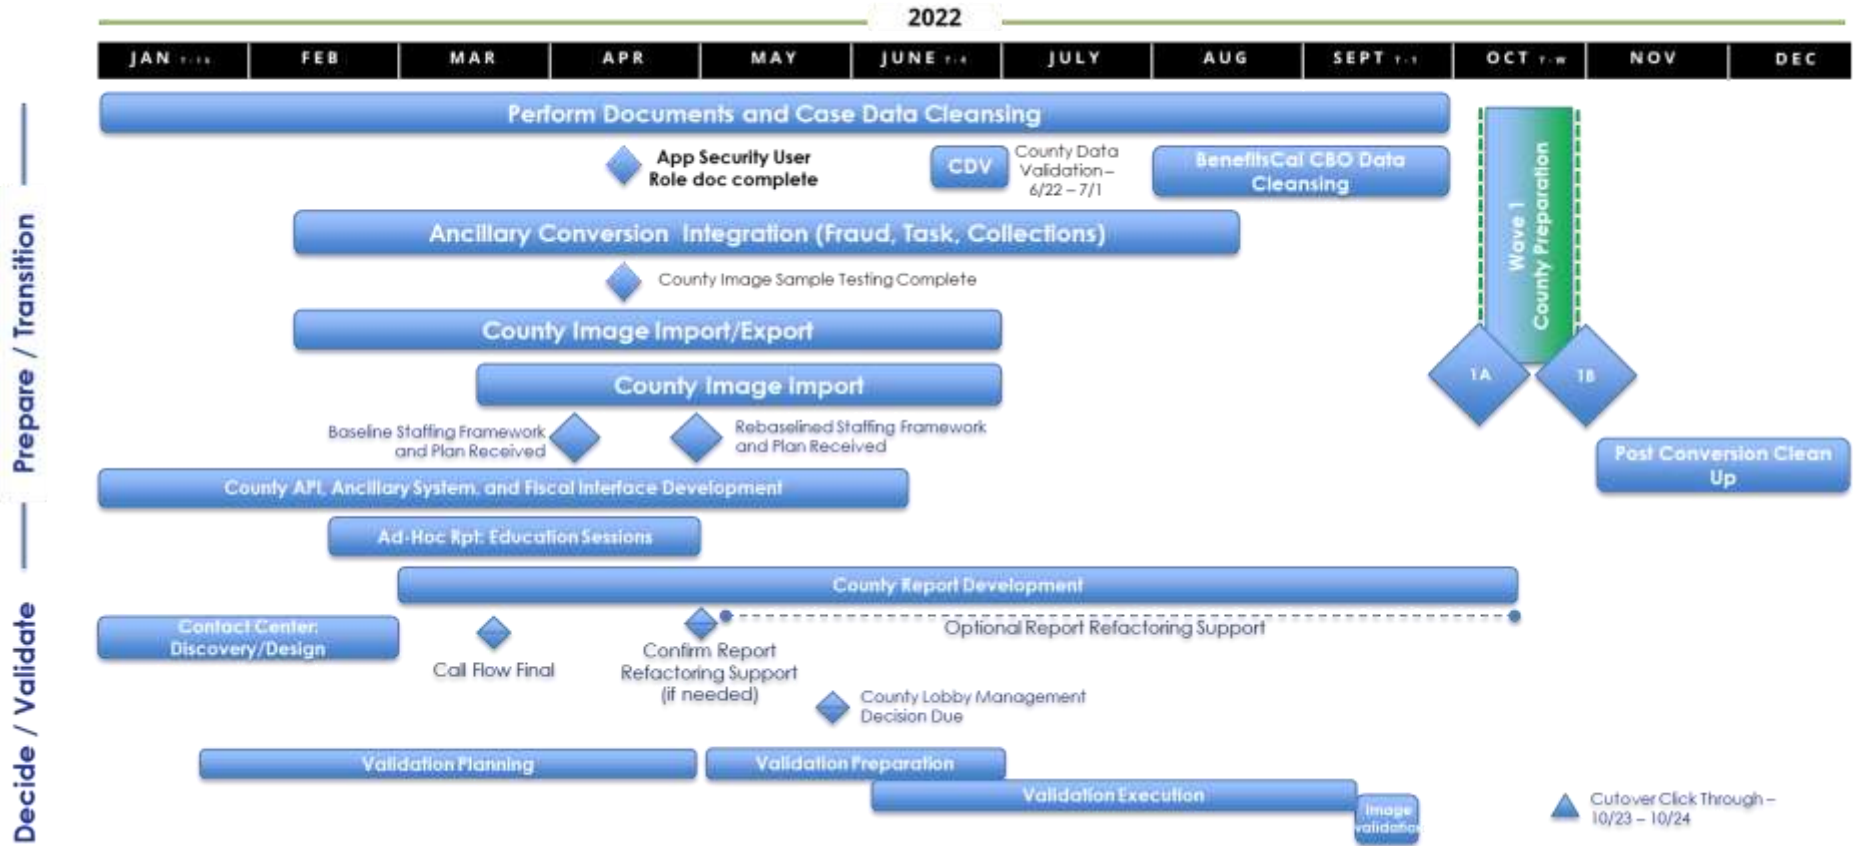 2022
JAN
FEB
MAR
APR
MAY
JUNE
JULY
AUG
SEPT
OCT
NOV
DEC
Prepare / Transition
Perform Documents and Case Data Cleansing
App Security User
Role doc complete
CDV
County Data
Validation –
6/22 – 7/1
BenefitsCal CBO Data
Cleansing
Wave 1
County Preparation
Ancillary Conversion Integration (Fraud, Task, Collections)
County Image Sample Testing Complete
County Image Import/Export
County Image Import
1A
1B
Baseline Staffing Framework
and Plan Received
Rebaselined Staffing Framework
and Plan Received
Post Conversion Clean
Up
County API, Ancillary System, and Fiscal Interface Development
Ad-Hoc Rpt: Education Sessions
Decide / Validate
County Report Development
Contact Center:
Discovery/Design
Call Flow Final
Optional Report Refactoring Support
Confirm Report
Refactoring Support
(if needed)
County Lobby Management
Decision Due
Validation Planning
Validation Preparation
Validation Execution
Image
validation
Cutover Click Through –
10/23 – 10/24